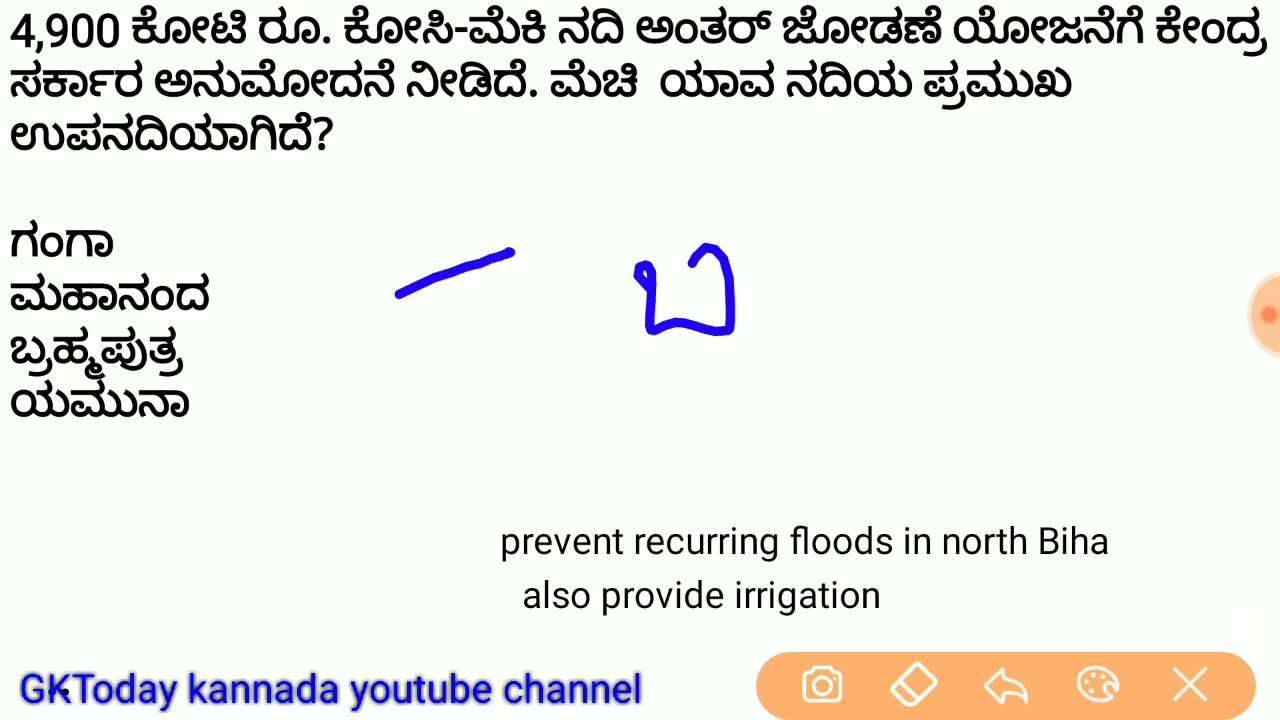 4,900 ಕೋಟಿ ರೂ. ಕೋಸಿ-ಮೆಕಿ ನದಿ ಅಂತರ್ ಜೋಡಣೆ ಯೋಜನೆಗೆ ಕೇಂದ್ರ
ಸರ್ಕಾರ ಅನುಮೋದನೆ ನೀಡಿದೆ. ಮೆಚಿ ಯಾವ ನದಿಯ ಪ್ರಮುಖ
ಉಪನದಿಯಾಗಿದೆ?
ಗಂಗಾ
ಮಹಾನಂದ
ಬ್ರಹ್ಮಪುತ್ರ
ಯಮುನಾ
prevent recurring floods in north Biha
also provide irrigation
GKToday kannada youtube channel